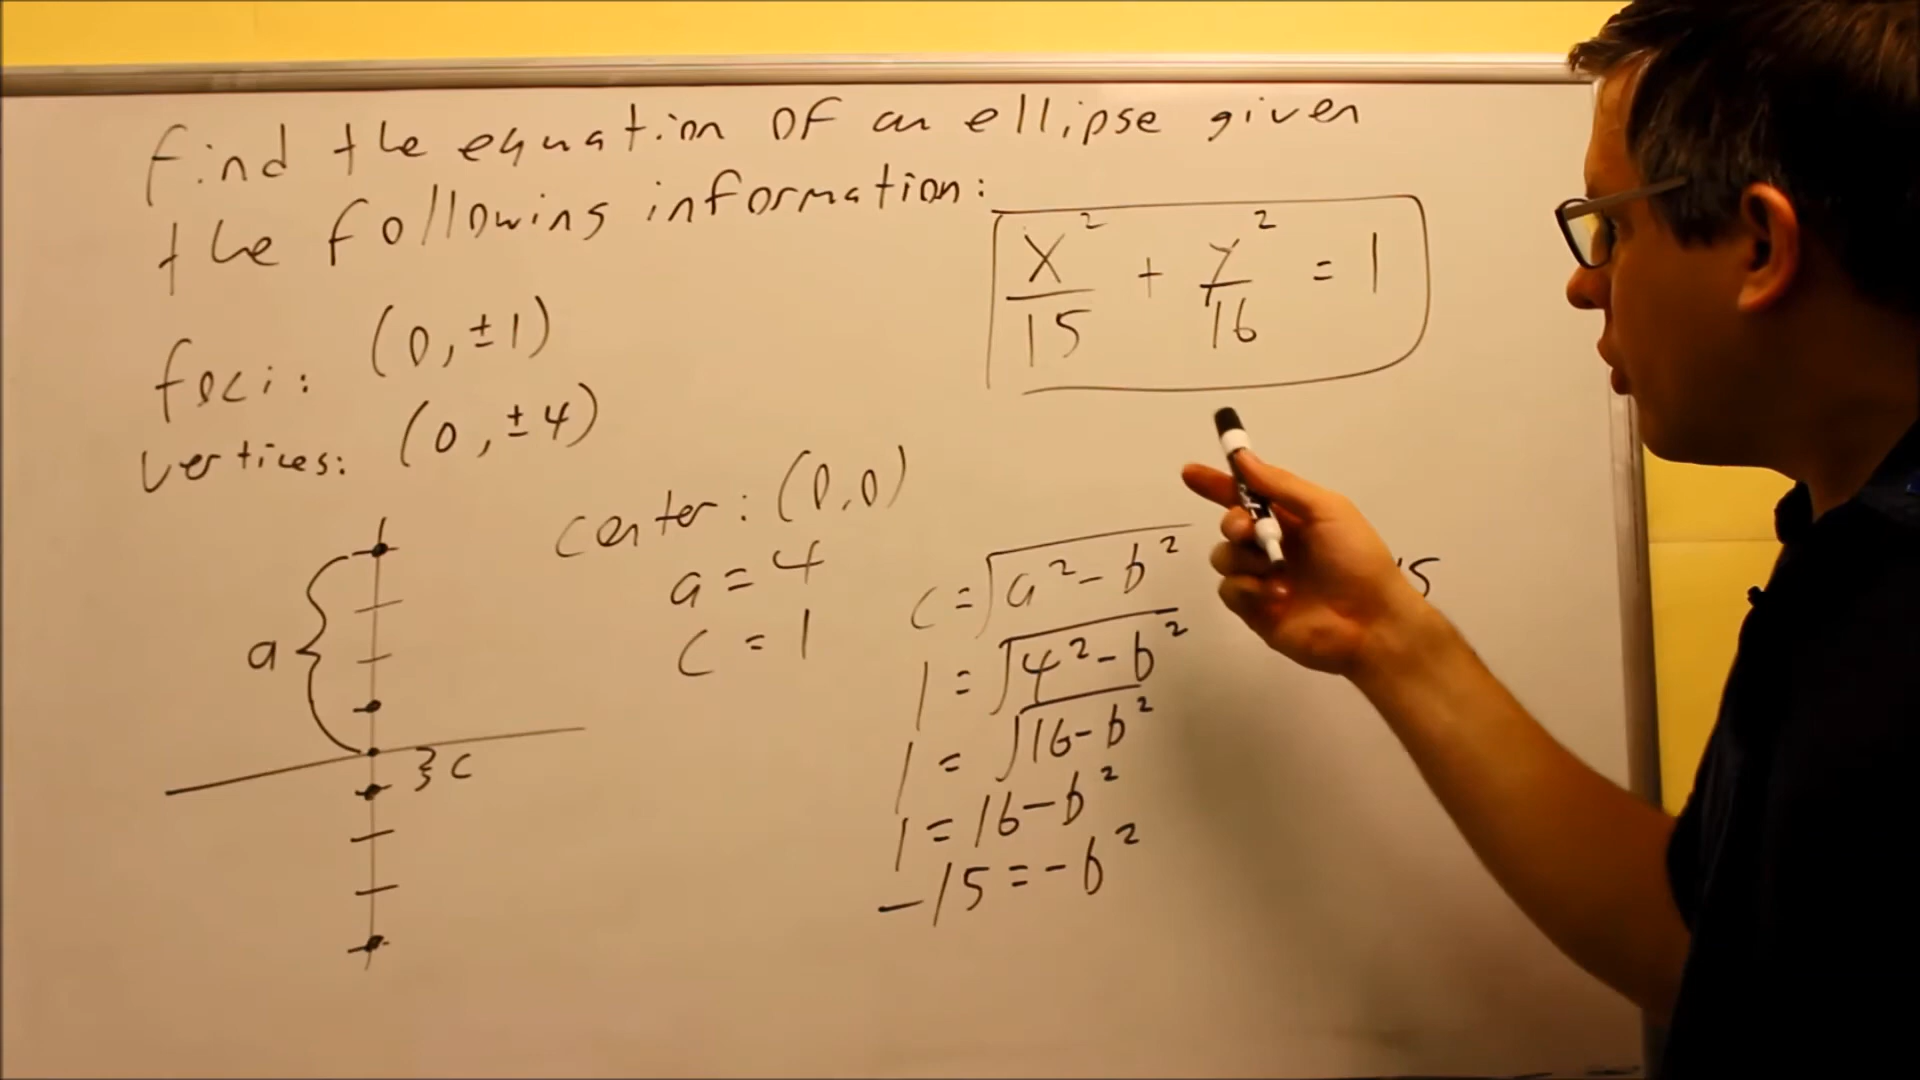 Find the equation of an ellipse given
the following information:
x²/15 + y²/16 = 1
foci: (0, ±1)
vertices: (0, ±4)
center: (0,0)
a = 4
c = 1
a
c
c = √(a² - b²)
1 = √(4² - b²)
1 = √(16 - b²)
1 = 16 - b²
-15 = -b²